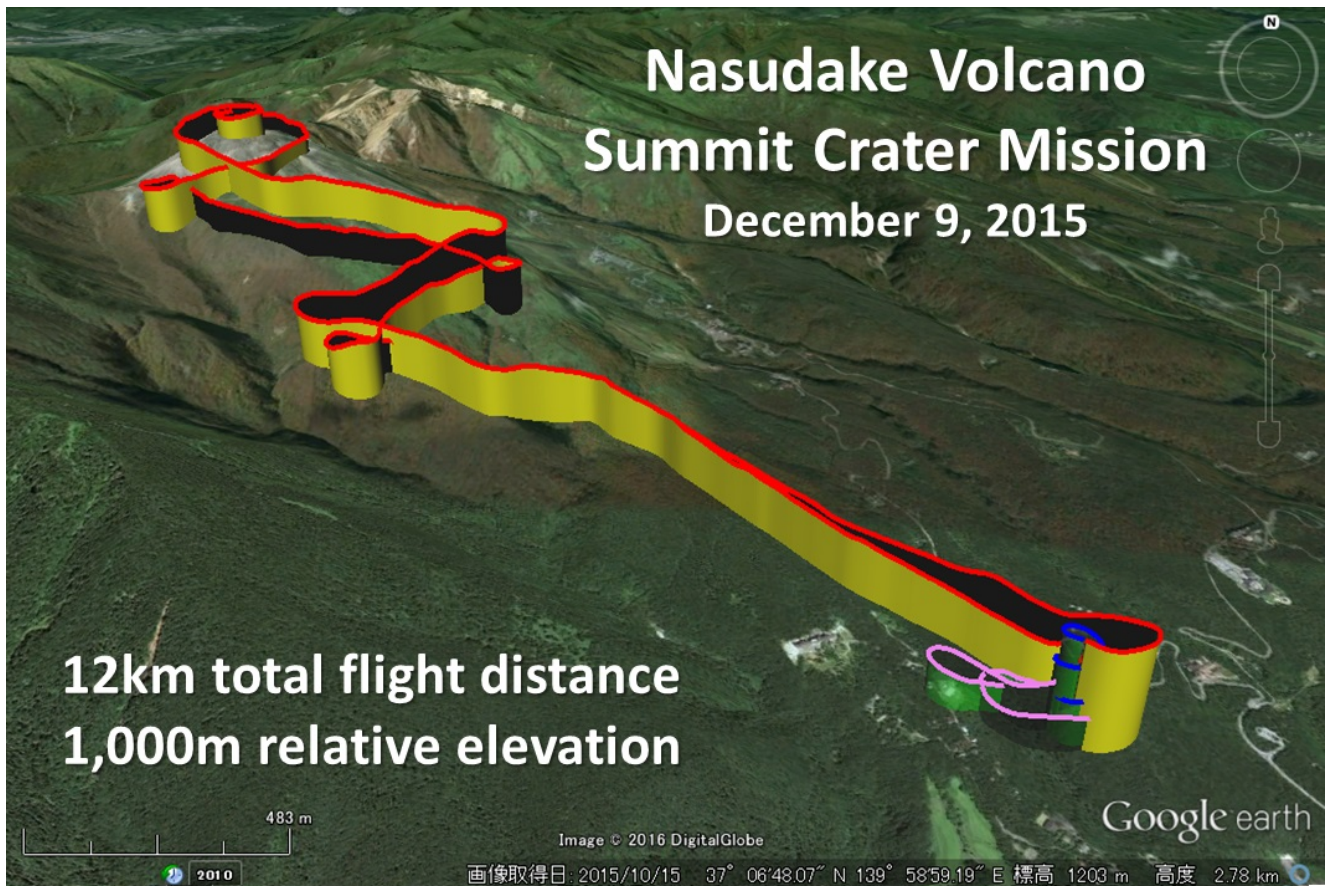 N
Nasudake Volcano
Summit Crater Mission
December 9, 2015
12km total flight distance
1,000m relative elevation
483 m
Google earth
Image © 2016 DigitalGlobe
2010
画像取得日: 2015/10/15 37° 06'48.07" N 139° 58'59.19" E 標高 1203 m 高度 2.78 km